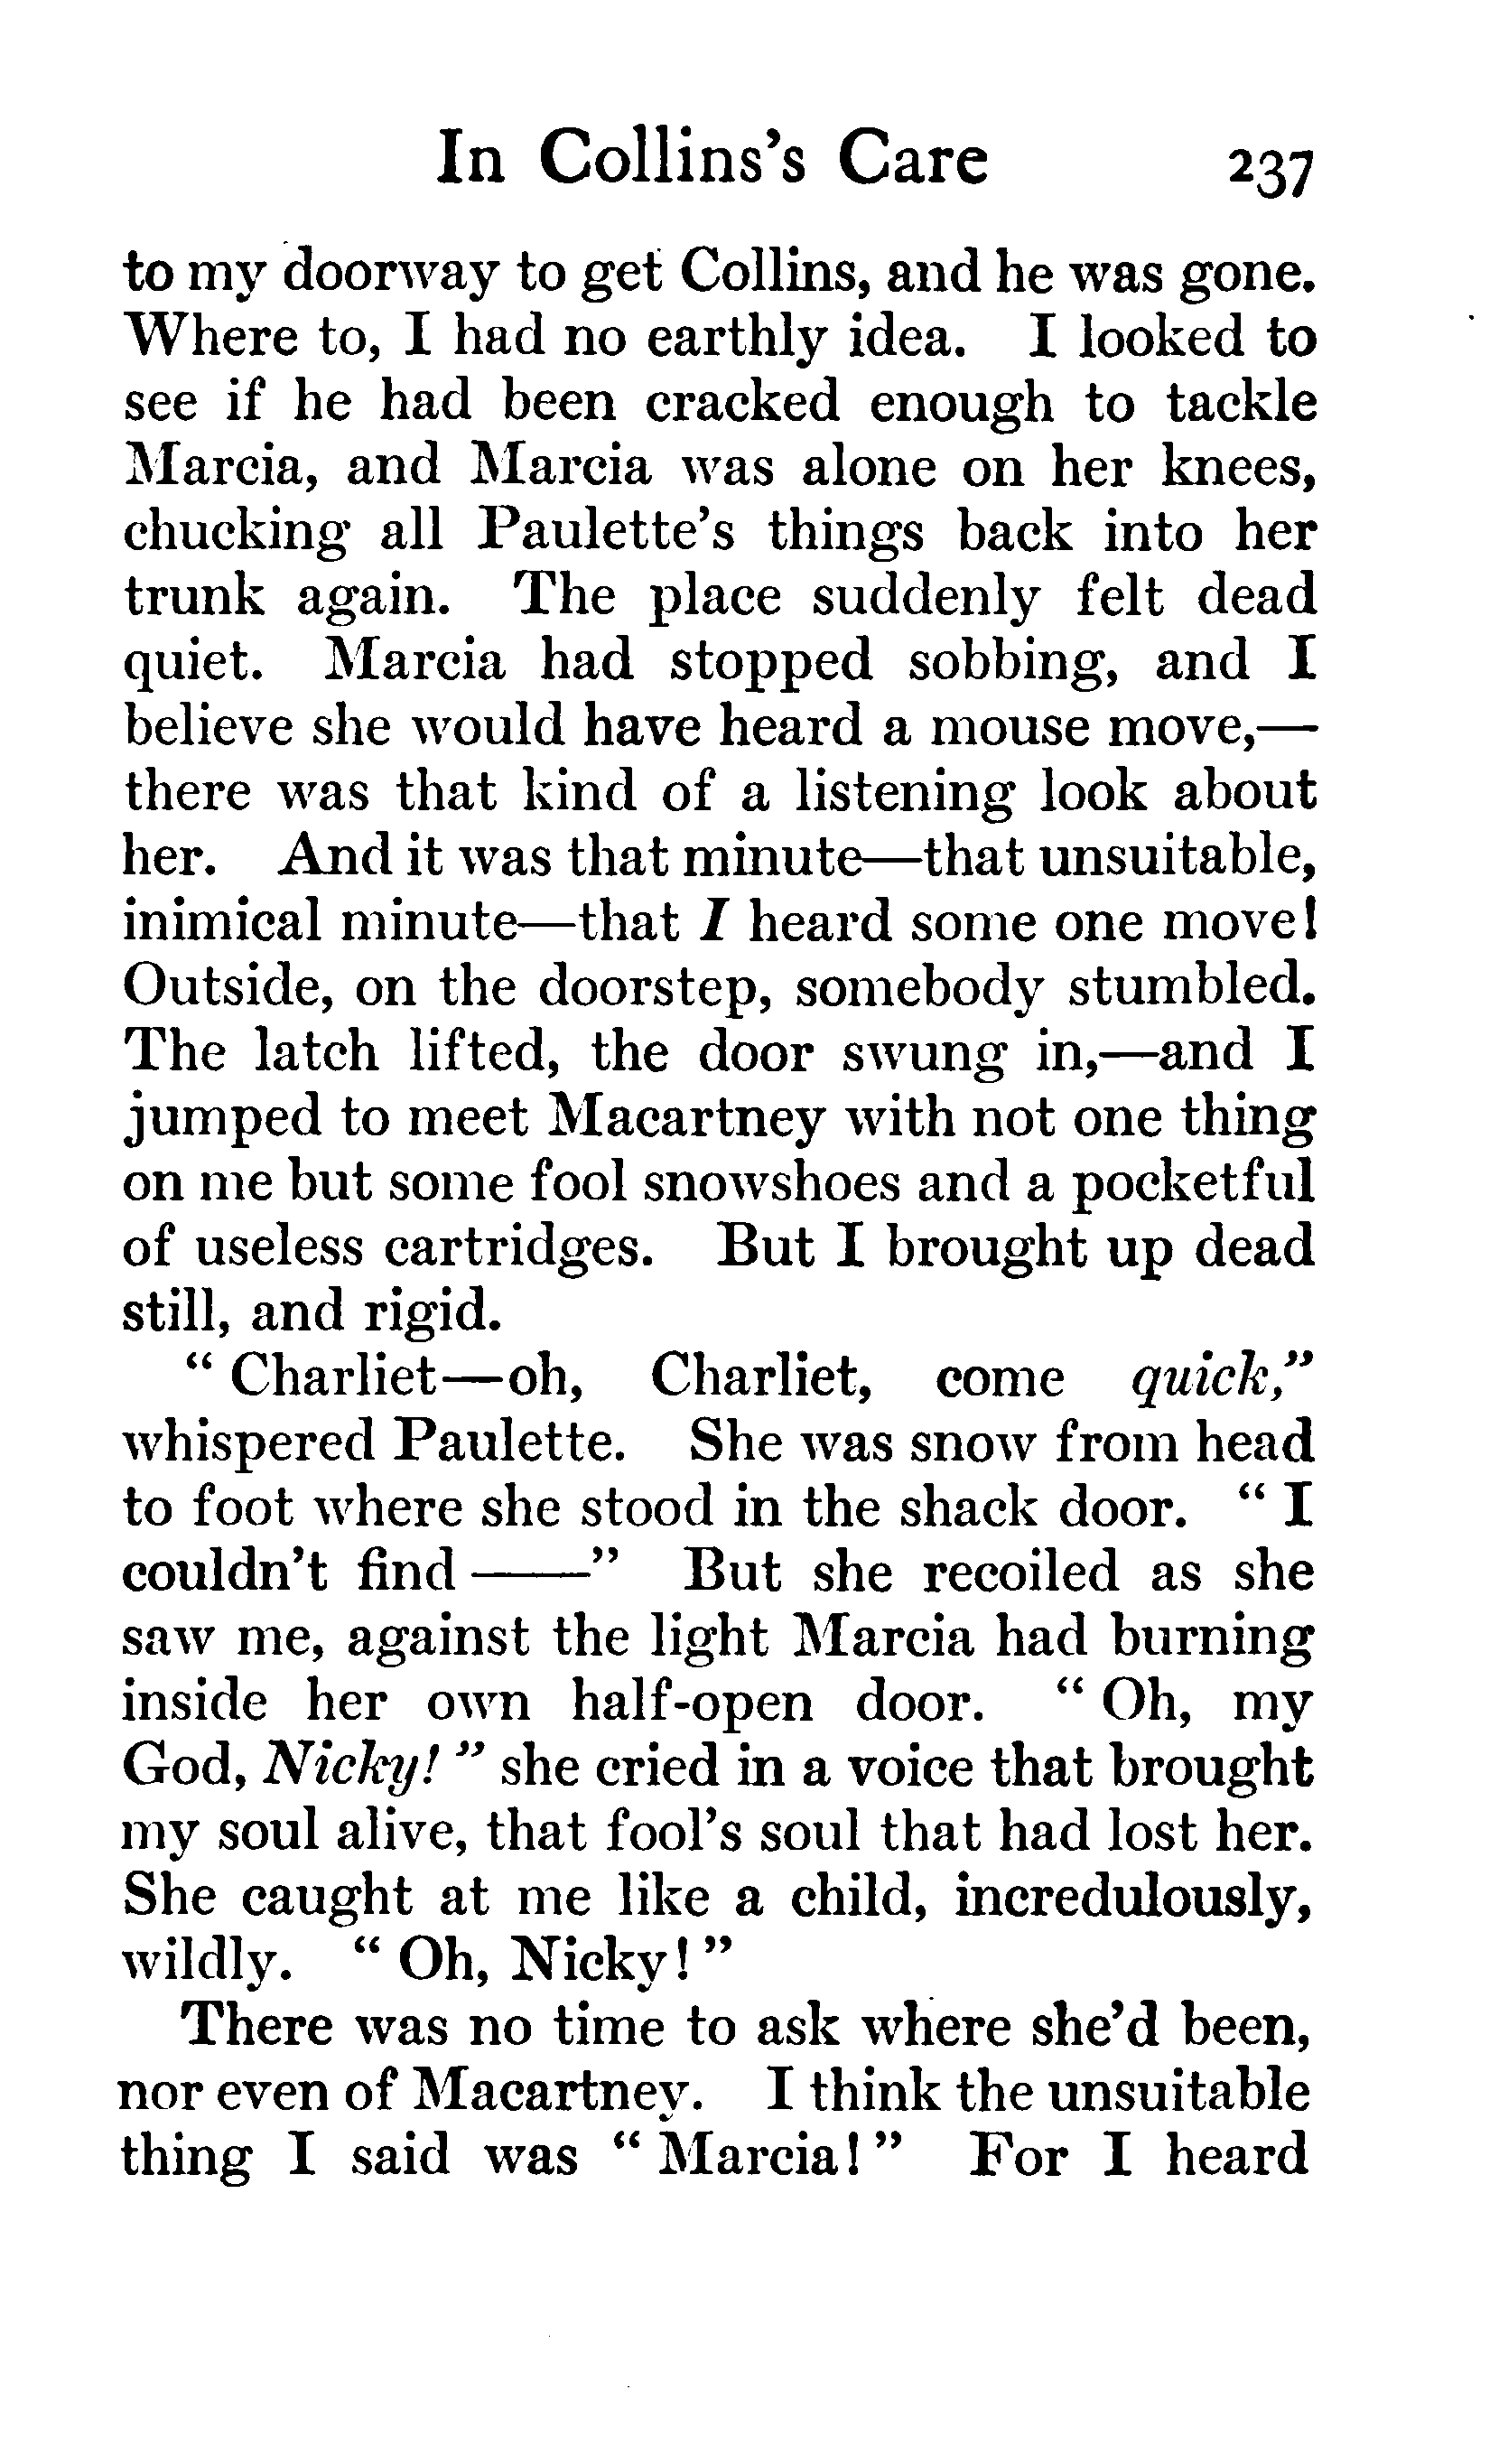 In Collins's Care 237
to my doorway to get Collins, and he was gone.
Where to, I had no earthly idea. I looked to
see if he had been cracked enough to tackle
Marcia, and Marcia was alone on her knees,
chucking all Paulette's things back into her
trunk again. The place suddenly felt dead
quiet. Marcia had stopped sobbing, and I
believe she would have heard a mouse move,—
there was that kind of a listening look about
her. And it was that minute—that unsuitable,
inimical minute—that I heard some one move!
Outside, on the doorstep, somebody stumbled.
The latch lifted, the door swung in,—and I
jumped to meet Macartney with not one thing
on me but some fool snowshoes and a pocketful
of useless cartridges. But I brought up dead
still, and rigid.
" Charliet—oh, Charliet, come quick,"
whispered Paulette. She was snow from head
to foot where she stood in the shack door. " I
couldn't find ——" But she recoiled as she
saw me, against the light Marcia had burning
inside her own half-open door. " Oh, my
God, Nicky! " she cried in a voice that brought
my soul alive, that fool's soul that had lost her.
She caught at me like a child, incredulously,
wildly. " Oh, Nicky! "
There was no time to ask where she'd been,
nor even of Macartney. I think the unsuitable
thing I said was " Marcia! " For I heard